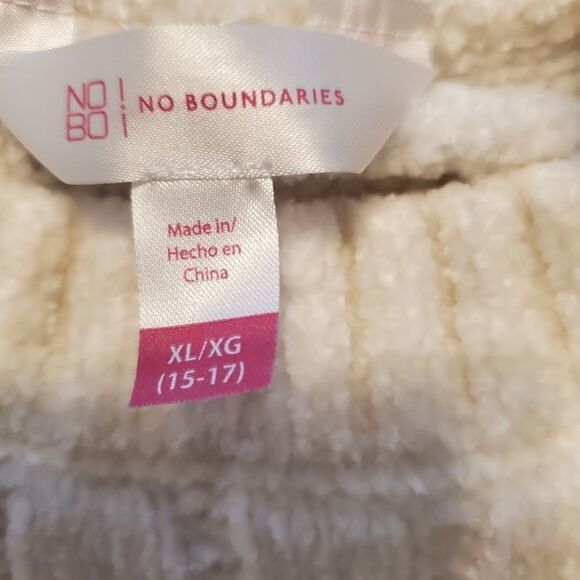 NO
BO
NO BOUNDARIES
Made in/
Hecho en
China
XL/XG
(15-17)